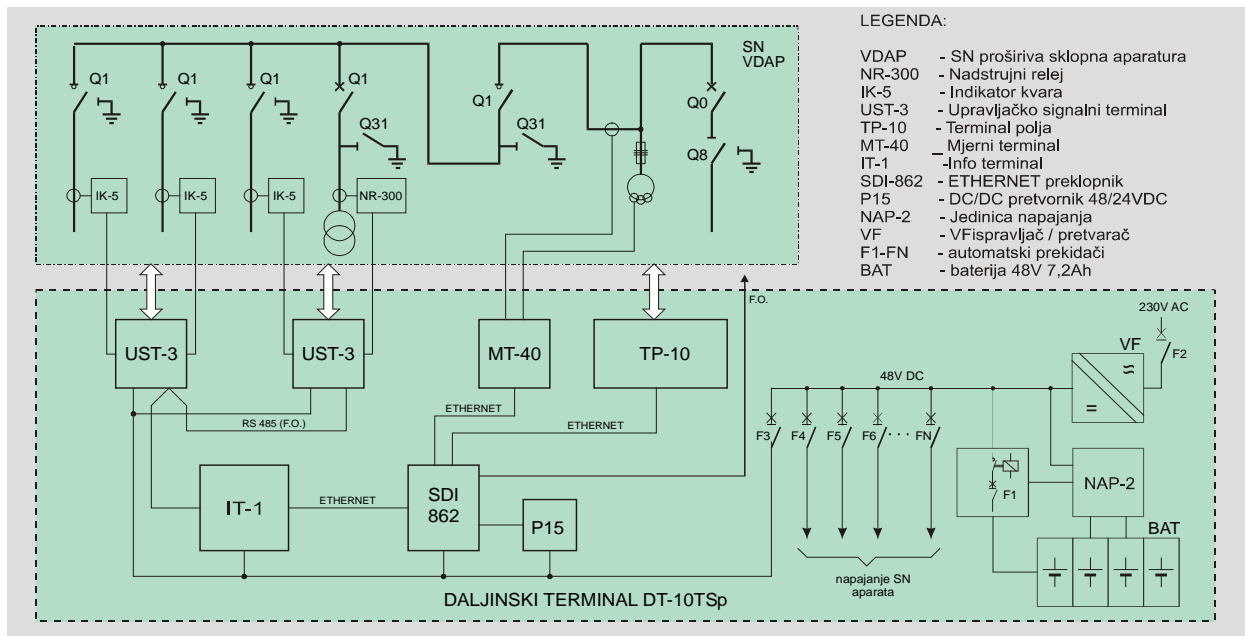 LEGENDA:
VDAP - SN proširiva sklopna aparatura
NR-300 - Nadstrujni relej
IK-5 - Indikator kvara
UST-3 - Upravljačko signalni terminal
TP-10 - Terminal polja
MT-40 _ Mjerni terminal
IT-1 -Info terminal
SDI-862 - ETHERNET preklopnik
P15 - DC/DC pretvornik 48/24VDC
NAP-2 - Jedinica napajanja
VF - VFispravljač / pretvarač
F1-FN - automatski prekidači
BAT - baterija 48V 7,2Ah
SN
VDAP
Q1 Q1 Q1 Q1 Q1 Q0
Q31 Q31 Q8
IK-5 IK-5 IK-5 NR-300
F.O.
230V AC
UST-3 UST-3 MT-40 TP-10
VF
F2
≂
=
48V DC
ETHERNET
RS 485 (F.O.)
ETHERNET
F3 F4 F5 F6 ... FN
F1
NAP-2
IT-1
ETHERNET
SDI
862
P15
BAT
napajanje SN
aparata
DALJINSKI TERMINAL DT-10TSp